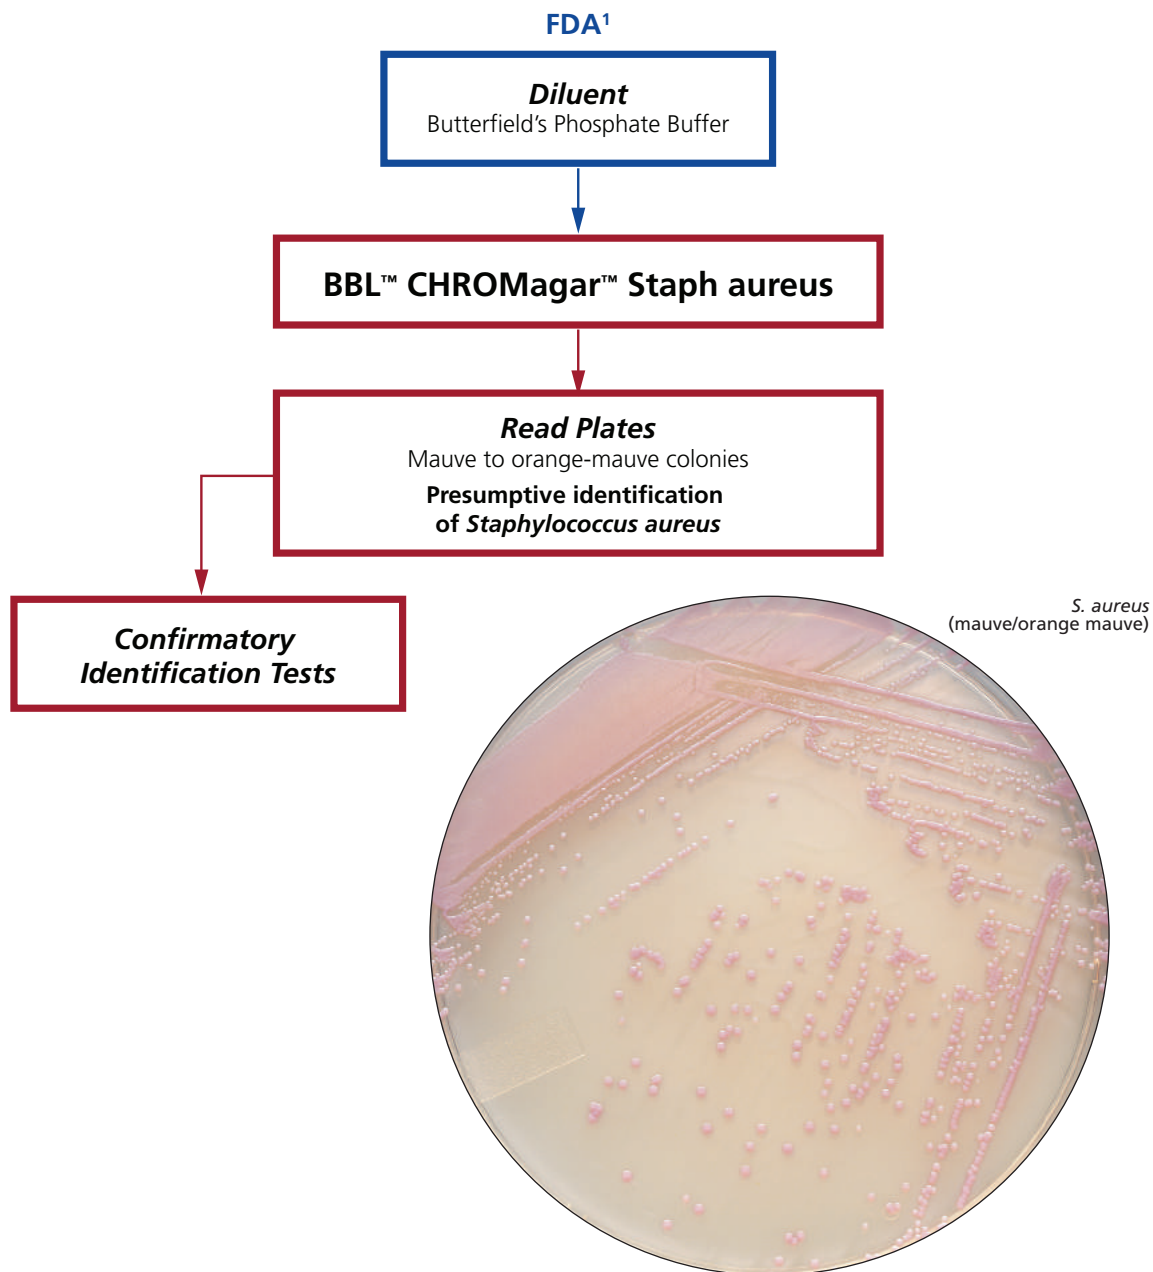 FDA¹
Diluent
Butterfield's Phosphate Buffer
BBL™ CHROMagar™ Staph aureus
Read Plates
Mauve to orange-mauve colonies
Presumptive identification
of Staphylococcus aureus
Confirmatory
Identification Tests
S. aureus
(mauve/orange mauve)